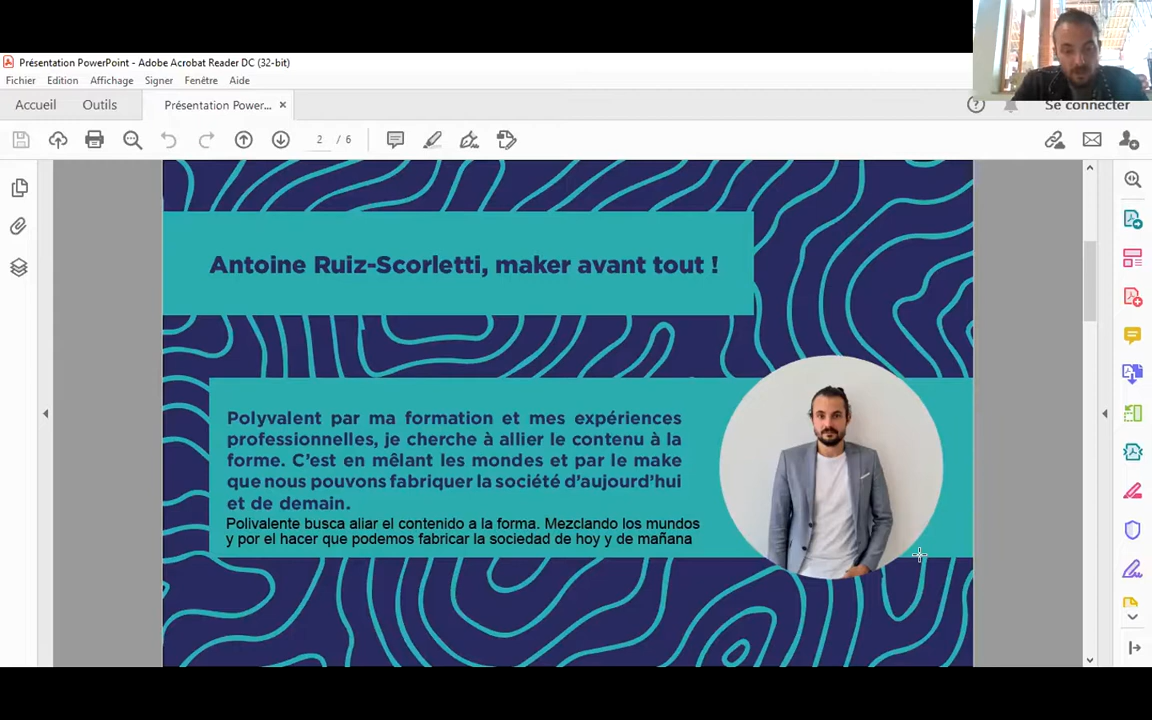 Présentation PowerPoint - Adobe Acrobat Reader DC (32-bit)
Fichier Edition Affichage Signer Fenêtre Aide
Accueil Outils Présentation Power... × Se connecter
2 / 6
Antoine Ruiz-Scorletti, maker avant tout !
Polyvalent par ma formation et mes expériences
professionnelles, je cherche à allier le contenu à la
forme. C'est en mêlant les mondes et par le make
que nous pouvons fabriquer la société d'aujourd'hui
et de demain.
Polivalente busca aliar el contenido a la forma. Mezclando los mundos
y por el hacer que podemos fabricar la sociedad de hoy y de mañana